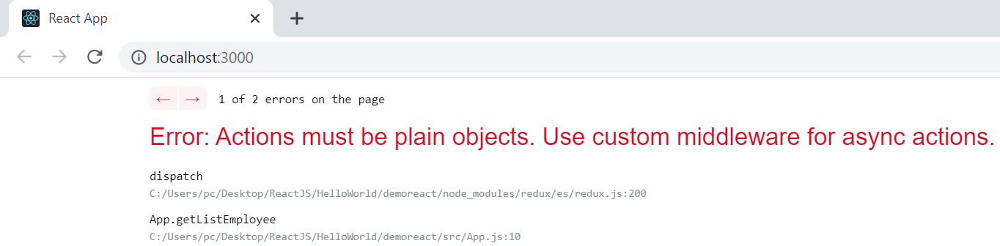 React App
localhost:3000
← → 1 of 2 errors on the page
Error: Actions must be plain objects. Use custom middleware for async actions.
dispatch
C:/Users/pc/Desktop/ReactJS/HelloWorld/demoreact/node_modules/redux/es/redux.js:200
App.getListEmployee
C:/Users/pc/Desktop/ReactJS/HelloWorld/demoreact/src/App.js:10